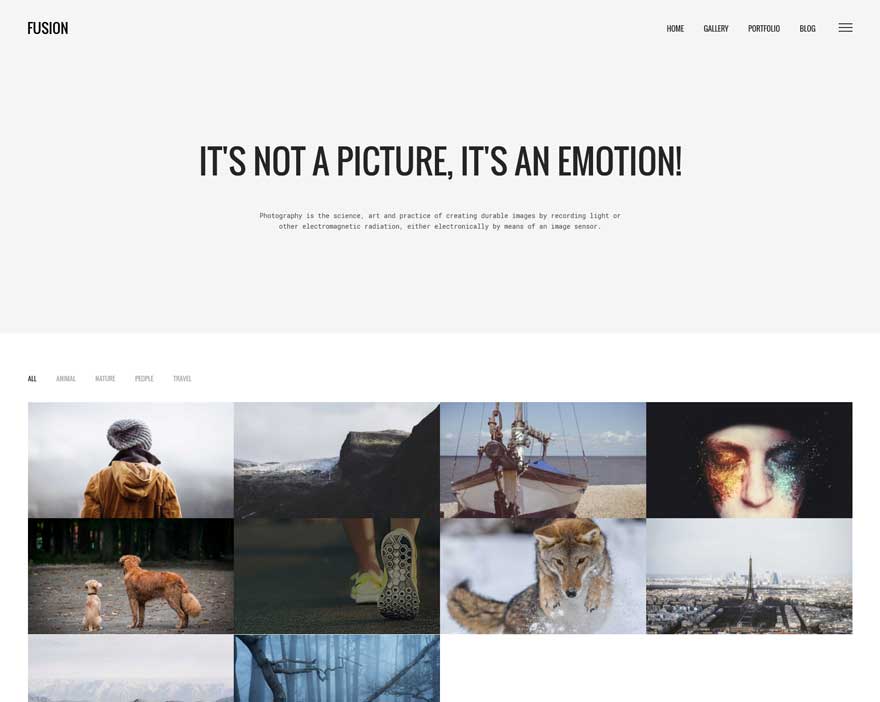 FUSION
HOME GALLERY PORTFOLIO BLOG
IT'S NOT A PICTURE, IT'S AN EMOTION!
Photography is the science, art and practice of creating durable images by recording light or
other electromagnetic radiation, either electronically by means of an image sensor.
ALL ANIMAL NATURE PEOPLE TRAVEL